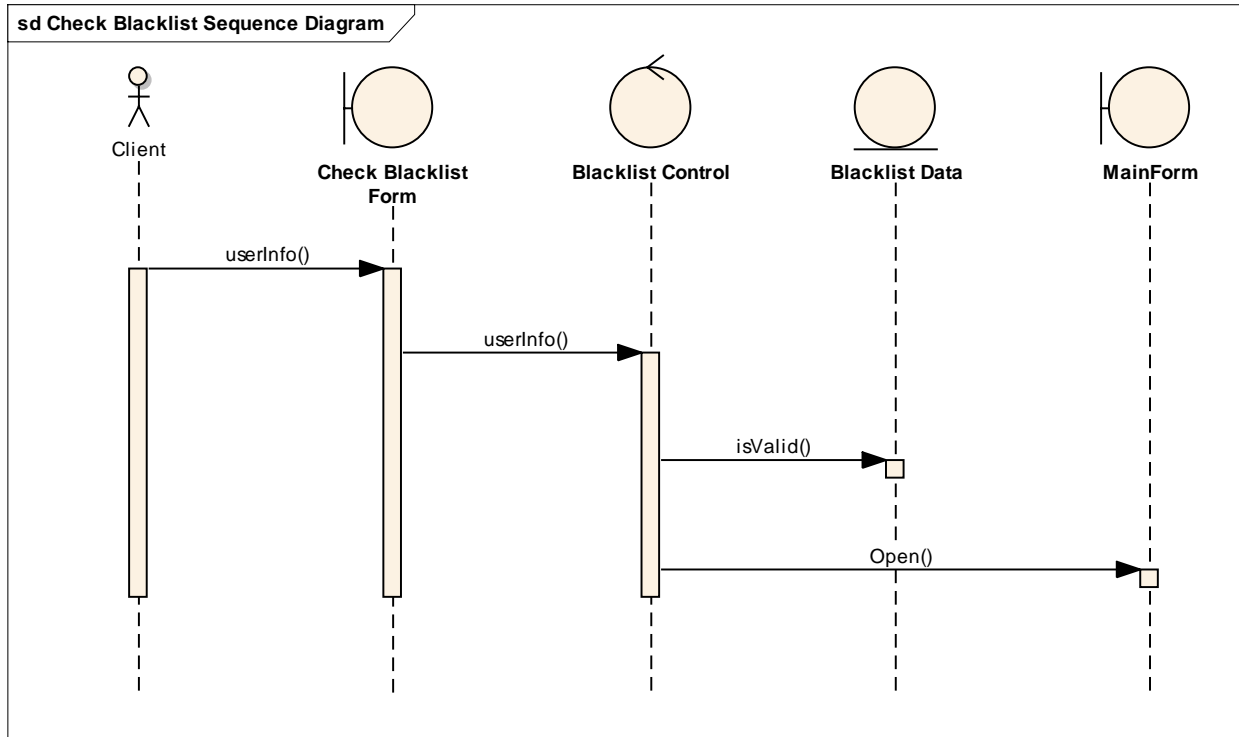 sd Check Blacklist Sequence Diagram
Client
Check Blacklist
Form
Blacklist Control
Blacklist Data
MainForm
userInfo()
userInfo()
isValid()
Open()